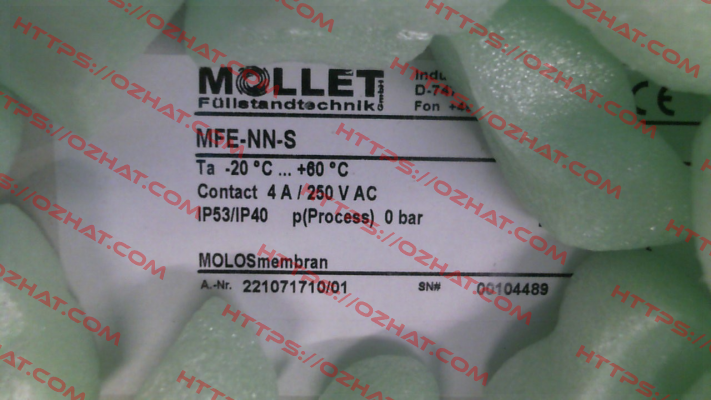 MOLLET
Füllstandtechnik
Indu
D-74
Fon +4
CE
MFE-NN-S
Ta -20 °C ... +60 °C
Contact 4 A / 250 V AC
IP53/IP40 p(Process) 0 bar
MOLOSmembran
A.-Nr. 221071710/01 SN# 00104489
HTTPS://OZHAT.COM